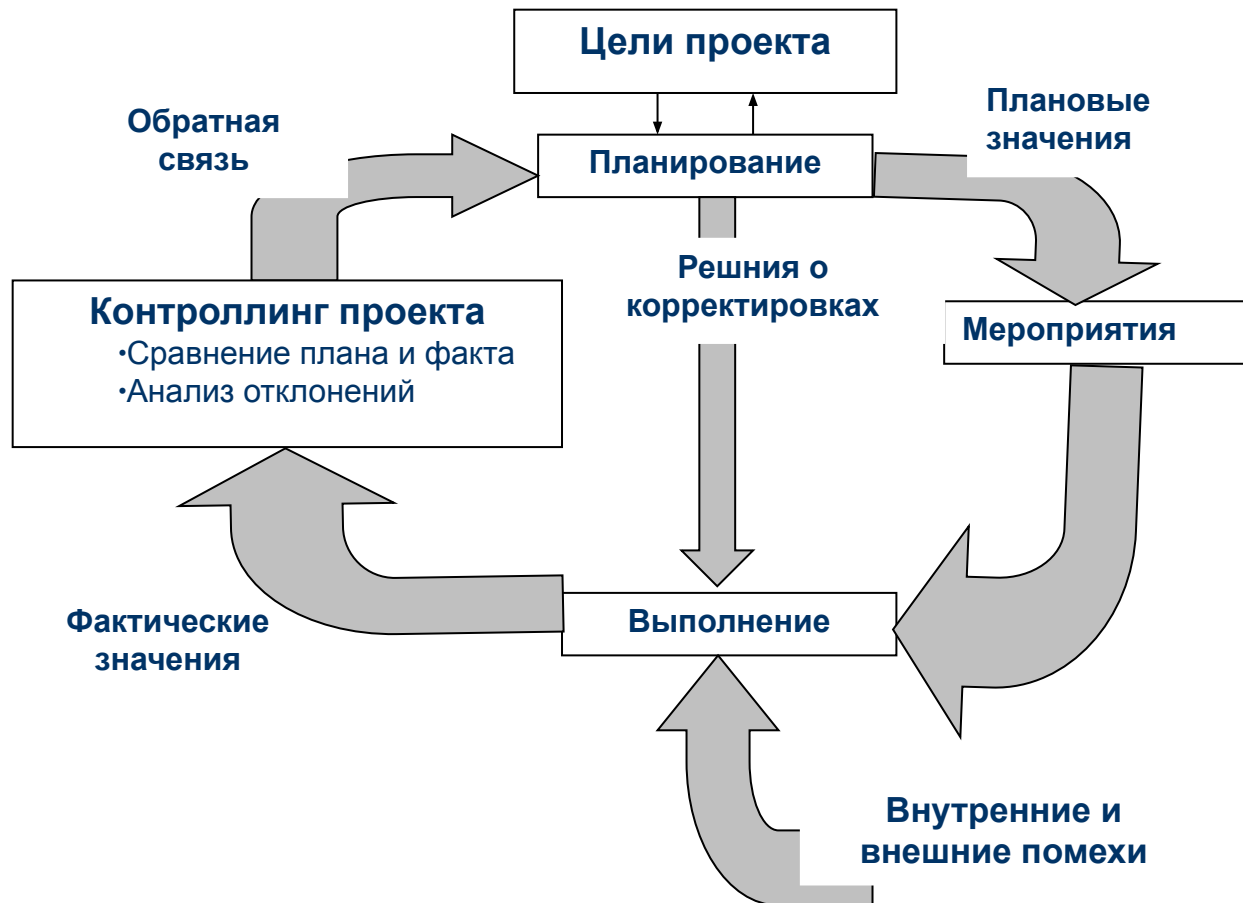 Цели проекта
Обратная
связь
Плановые
значения
Планирование
Решния о
корректировках
Контроллинг проекта
·Сравнение плана и факта
·Анализ отклонений
Мероприятия
Фактические
значения
Выполнение
Внутренние и
внешние помехи